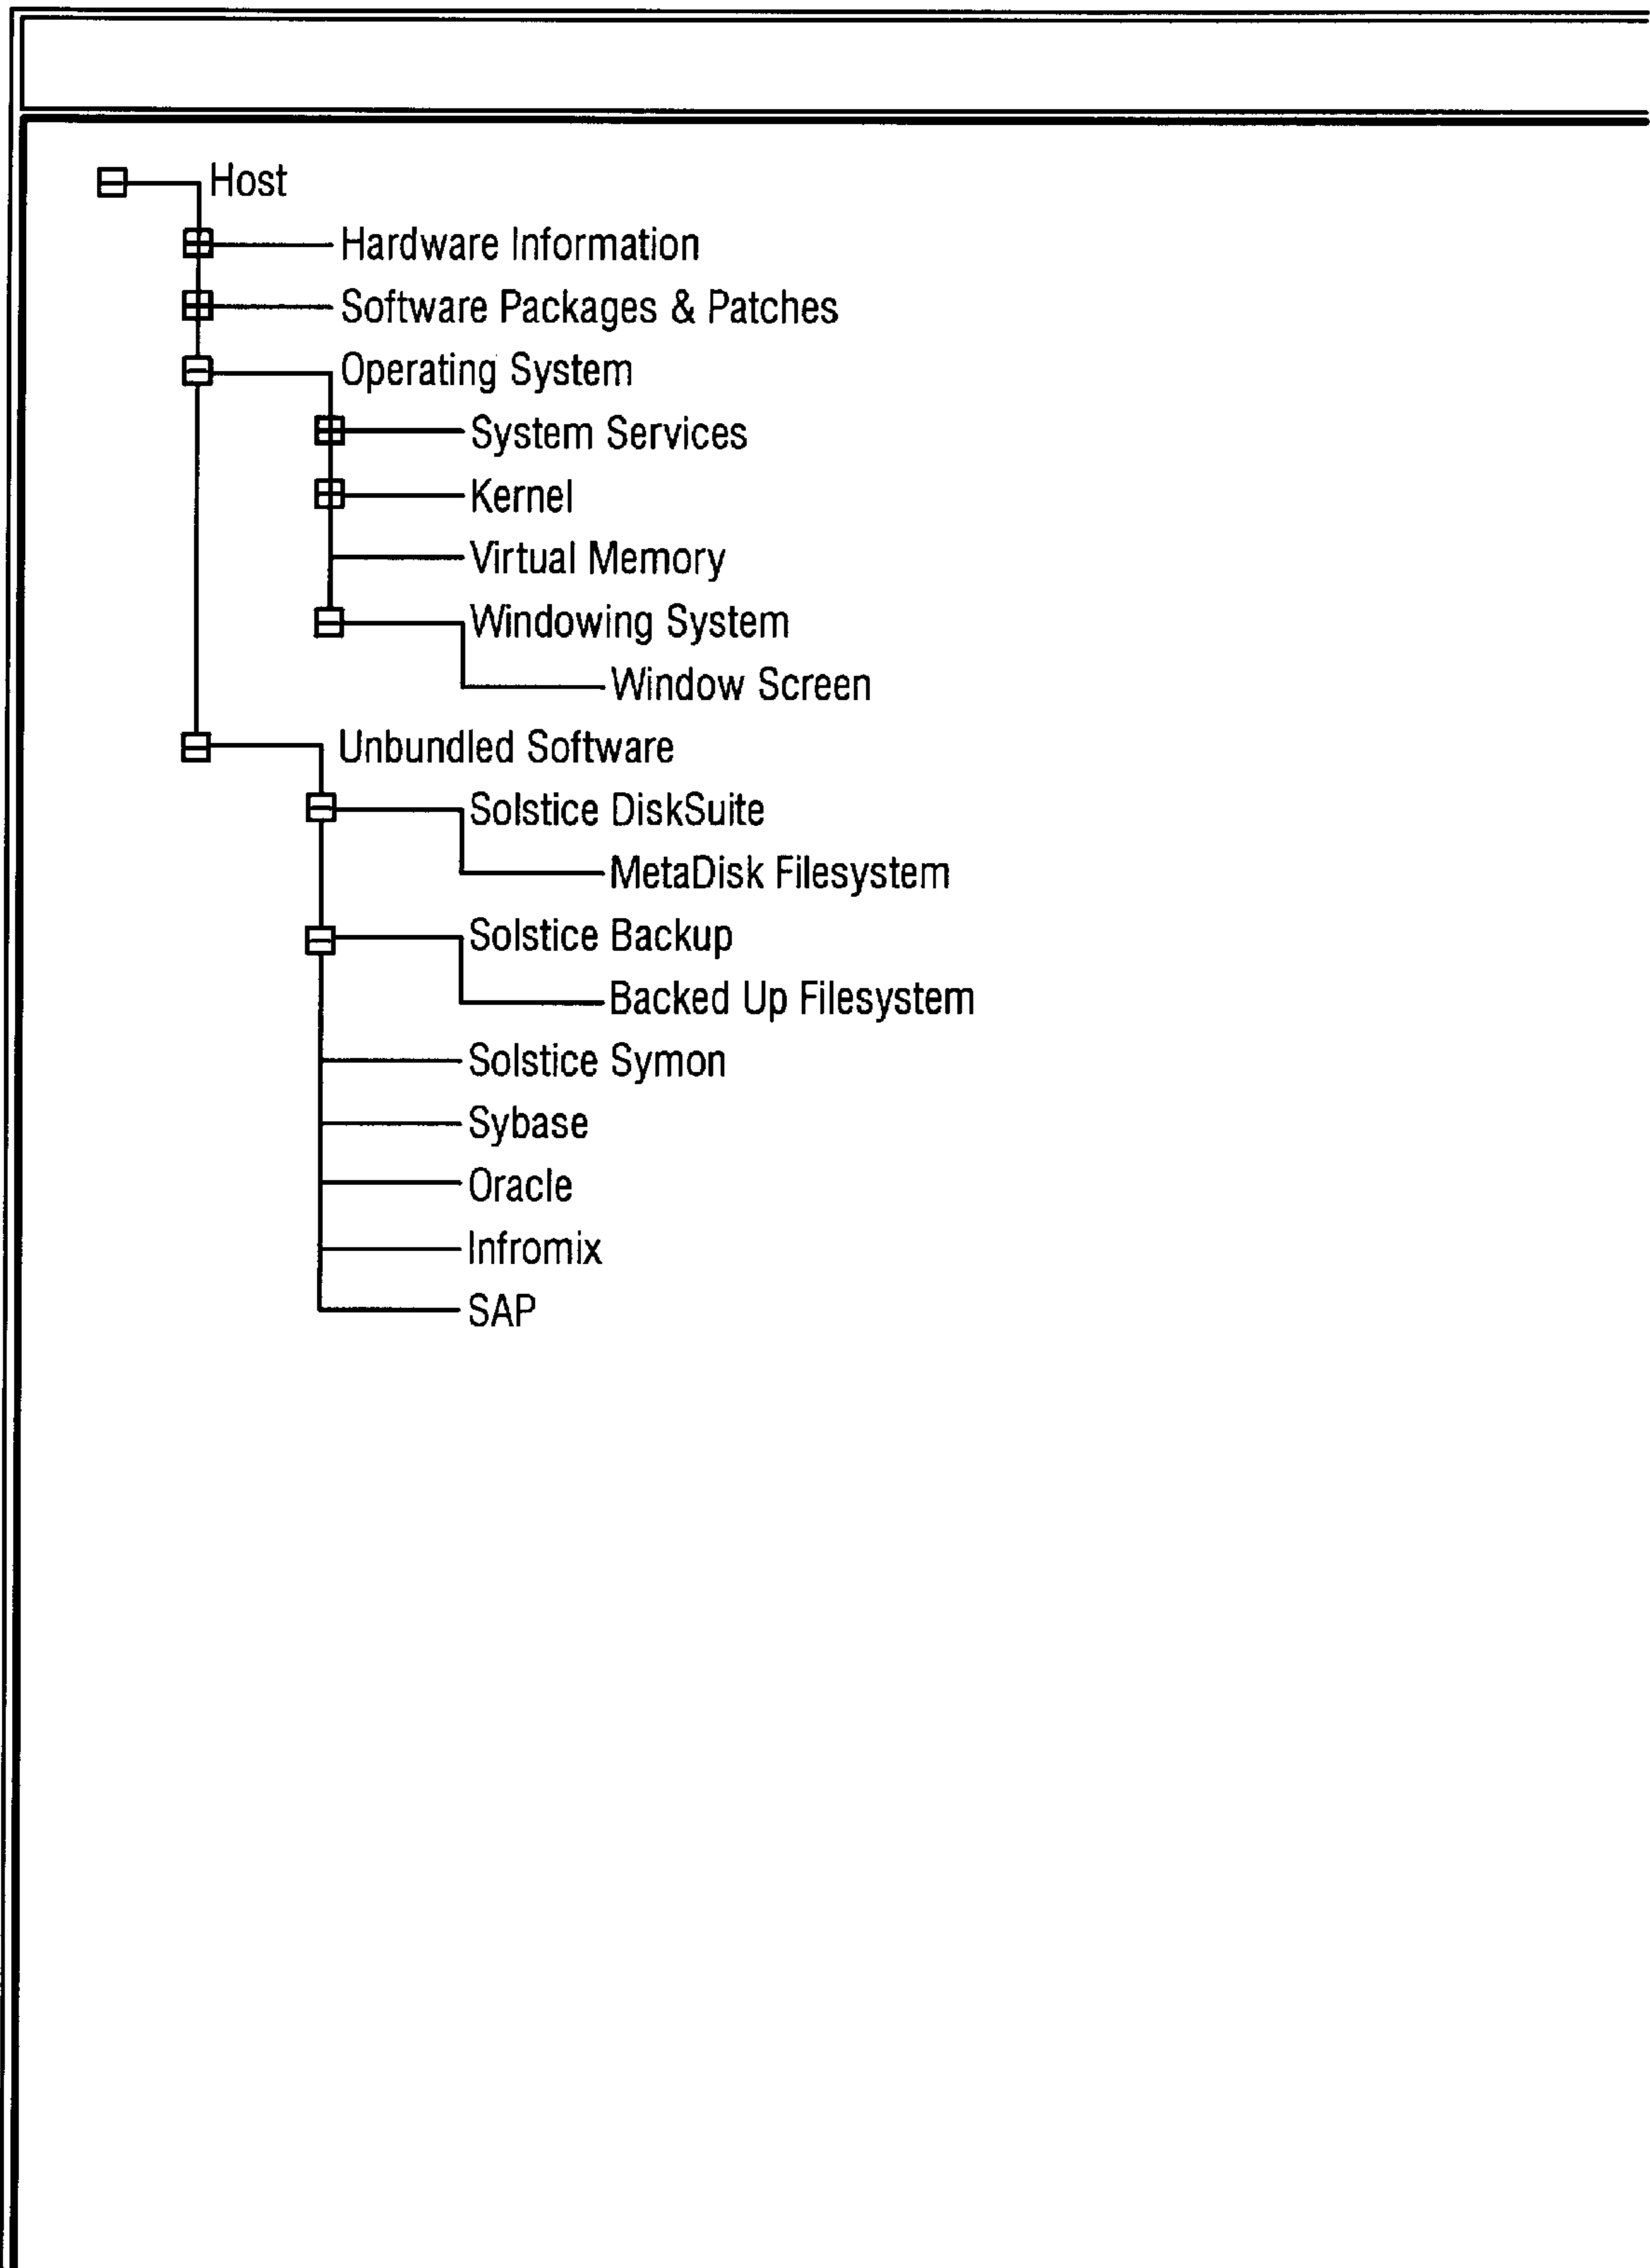 Host
Hardware Information
Software Packages & Patches
Operating System
System Services
Kernel
Virtual Memory
Windowing System
Window Screen
Unbundled Software
Solstice DiskSuite
MetaDisk Filesystem
Solstice Backup
Backed Up Filesystem
Solstice Symon
Sybase
Oracle
Infromix
SAP